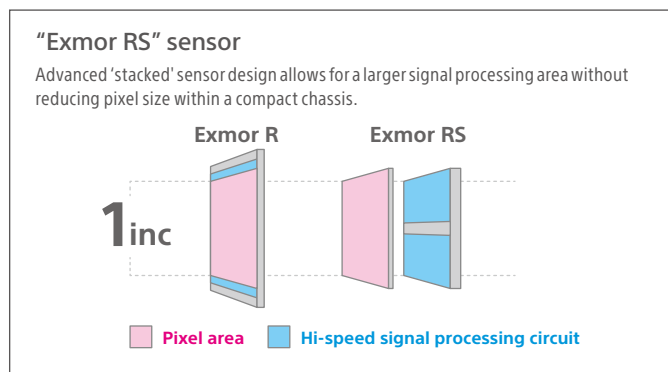 “Exmor RS” sensor
Advanced ‘stacked' sensor design allows for a larger signal processing area without
reducing pixel size within a compact chassis.
Exmor R Exmor RS
1inc
Pixel area Hi-speed signal processing circuit